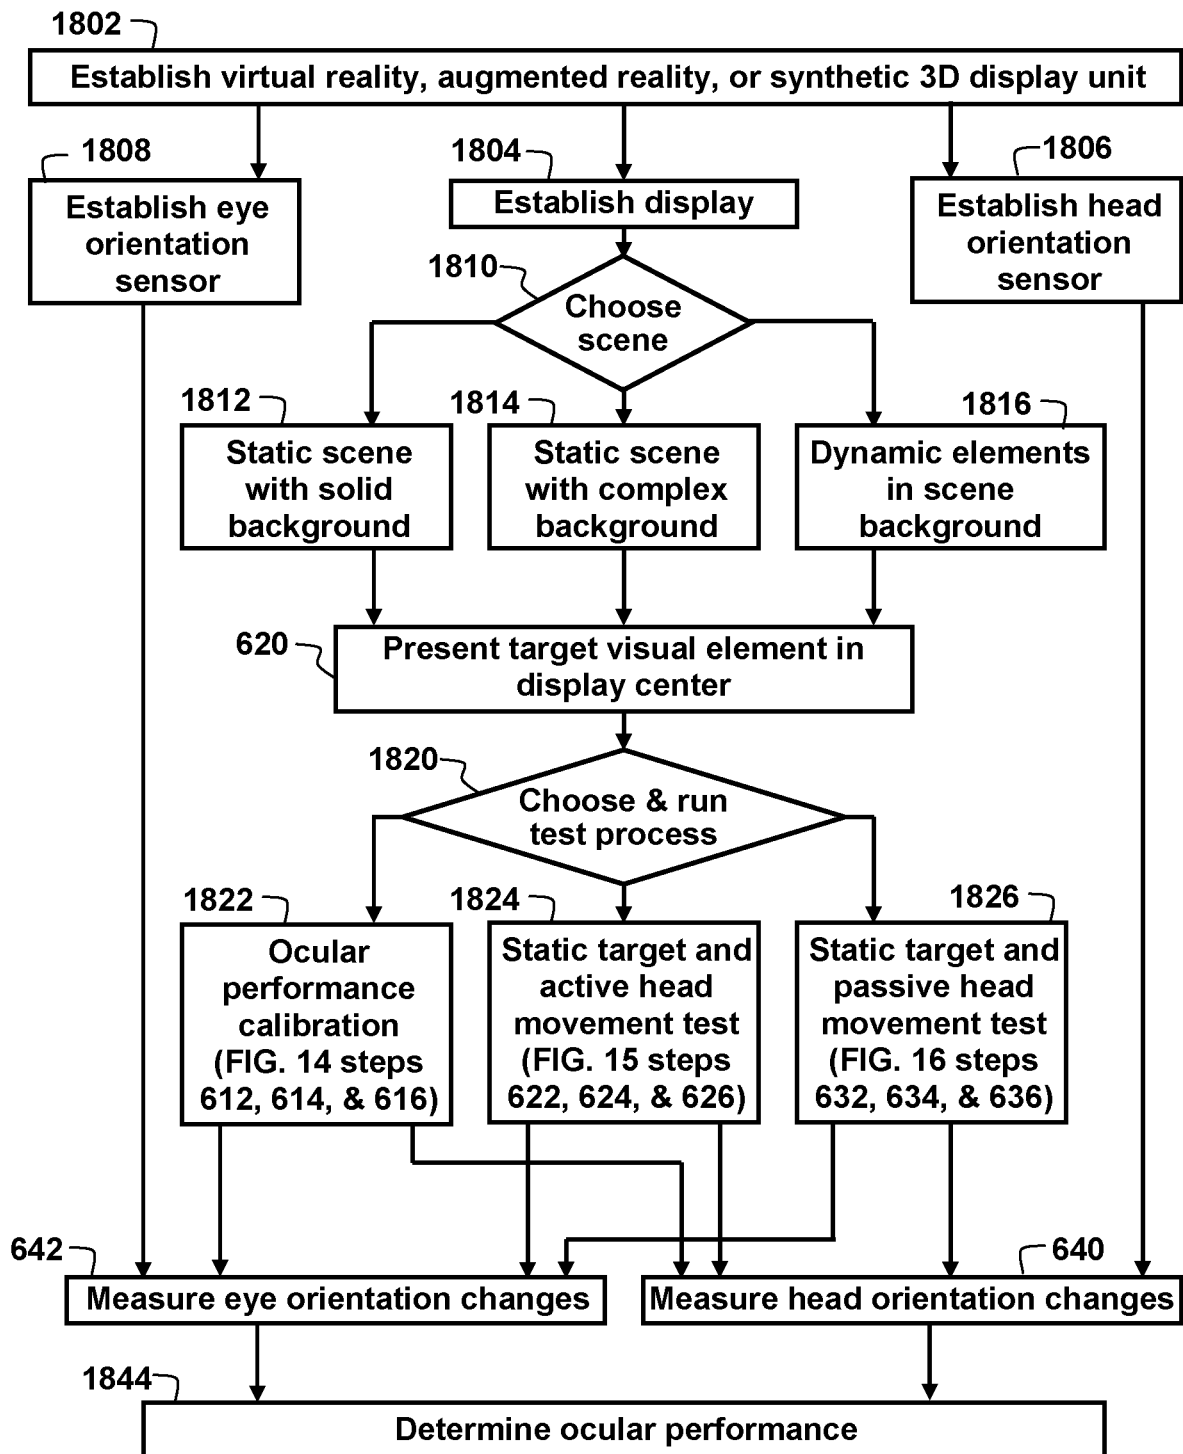 1802
Establish virtual reality, augmented reality, or synthetic 3D display unit
1808
Establish eye
orientation
sensor
1804
Establish display
1806
Establish head
orientation
sensor
1810
Choose
scene
1812
Static scene
with solid
background
1814
Static scene
with complex
background
1816
Dynamic elements
in scene
background
620
Present target visual element in
display center
1820
Choose & run
test process
1822
Ocular
performance
calibration
(FIG. 14 steps
612, 614, & 616)
1824
Static target and
active head
movement test
(FIG. 15 steps
622, 624, & 626)
1826
Static target and
passive head
movement test
(FIG. 16 steps
632, 634, & 636)
642
Measure eye orientation changes
640
Measure head orientation changes
1844
Determine ocular performance